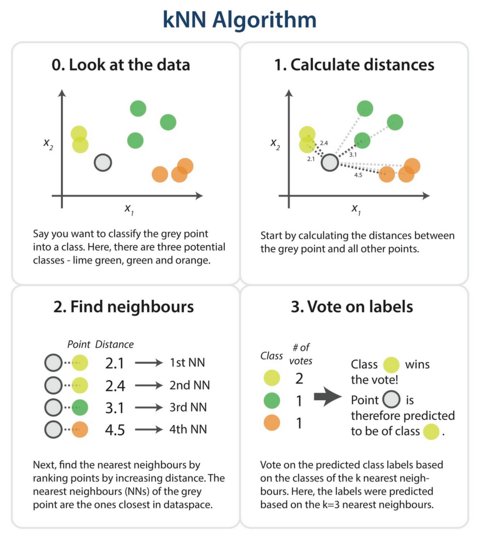 kNN Algorithm
0. Look at the data
x2
x1
Say you want to classify the grey point
into a class. Here, there are three potential
classes - lime green, green and orange.
1. Calculate distances
x2
2.4
2.1
3.1
4.5
x1
Start by calculating the distances between
the grey point and all other points.
2. Find neighbours
Point Distance
2.1 → 1st NN
2.4 → 2nd NN
3.1 → 3rd NN
4.5 → 4th NN
Next, find the nearest neighbours by
ranking points by increasing distance. The
nearest neighbours (NNs) of the grey
point are the ones closest in dataspace.
3. Vote on labels
Class # of votes
2
1
1
Class wins
the vote!
Point is
therefore predicted
to be of class .
Vote on the predicted class labels based
on the classes of the k nearest neigh-
bours. Here, the labels were predicted
based on the k=3 nearest neighbours.